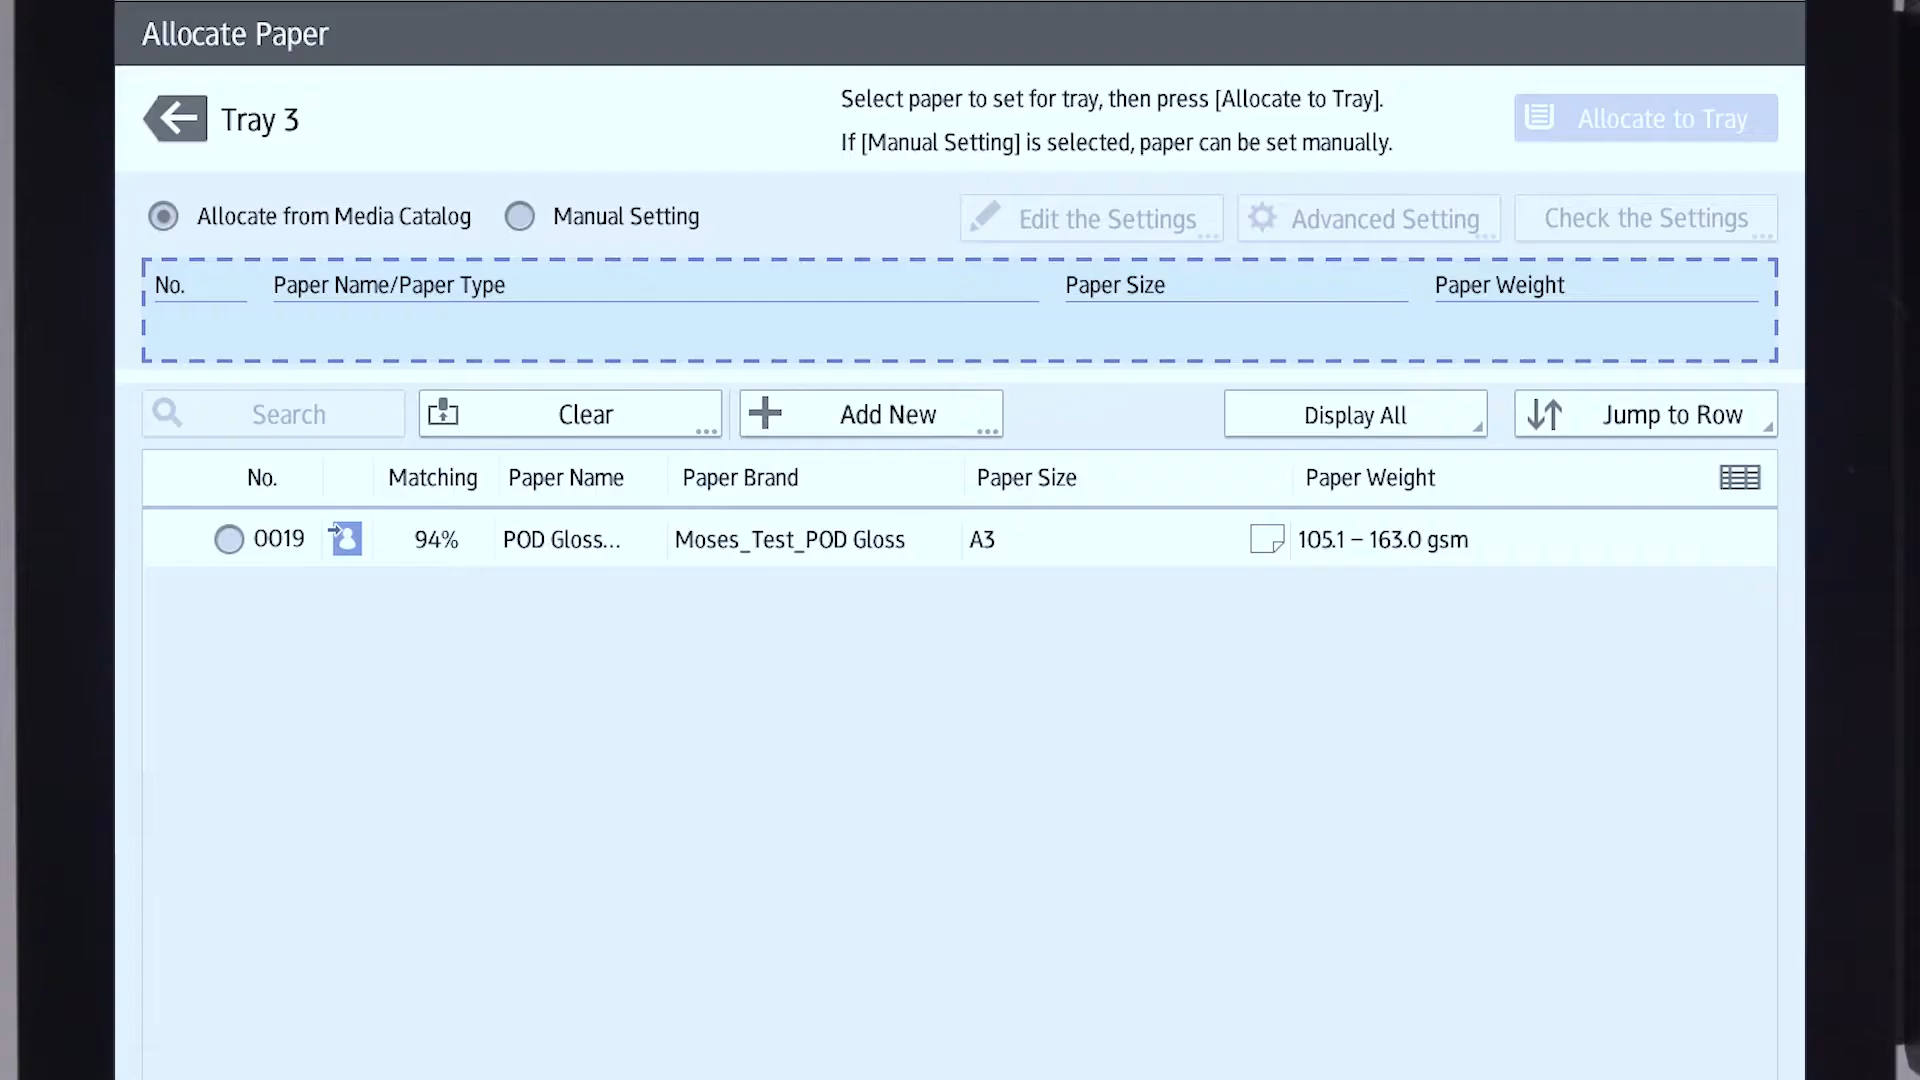 Allocate Paper
Tray 3
Select paper to set for tray, then press [Allocate to Tray].
If [Manual Setting] is selected, paper can be set manually.
Allocate to Tray
Allocate from Media Catalog
Manual Setting
Edit the Settings
Advanced Setting
Check the Settings
No. Paper Name/Paper Type Paper Size Paper Weight
Search
Clear
Add New
Display All
Jump to Row
No. Matching Paper Name Paper Brand Paper Size Paper Weight
0019 94% POD Gloss... Moses_Test_POD Gloss A3 105.1 – 163.0 gsm